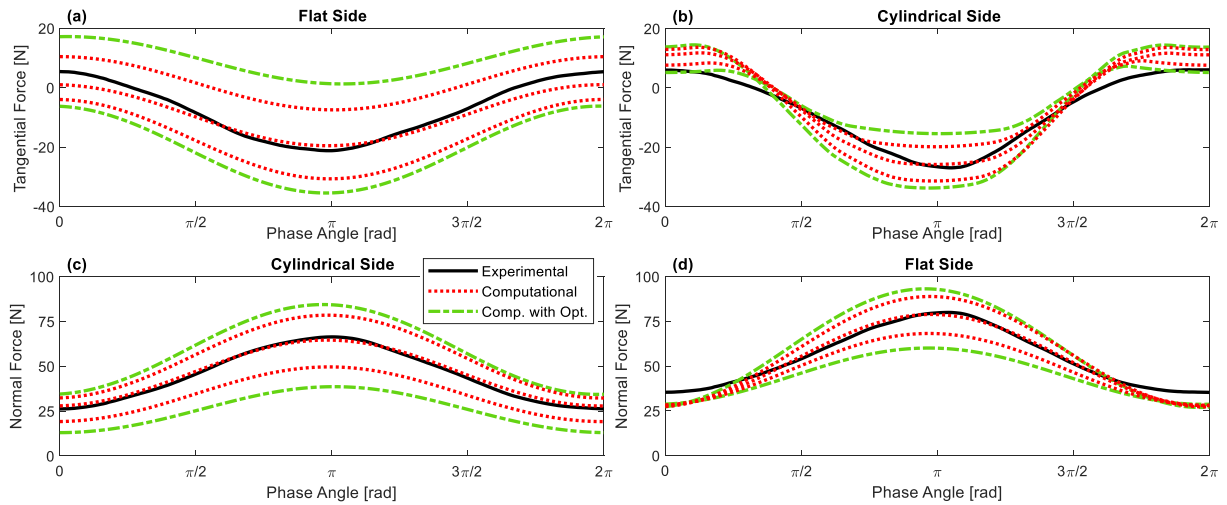 (a)
Flat Side
20
0
-20
-40
Tangential Force [N]
0
π/2
π
3π/2
2π
Phase Angle [rad]
(b)
Cylindrical Side
20
0
-20
-40
Tangential Force [N]
0
π/2
π
3π/2
2π
Phase Angle [rad]
(c)
Cylindrical Side
100
75
50
25
0
Normal Force [N]
Experimental
Computational
Comp. with Opt.
0
π/2
π
3π/2
2π
Phase Angle [rad]
(d)
Flat Side
100
75
50
25
0
Normal Force [N]
0
π/2
π
3π/2
2π
Phase Angle [rad]